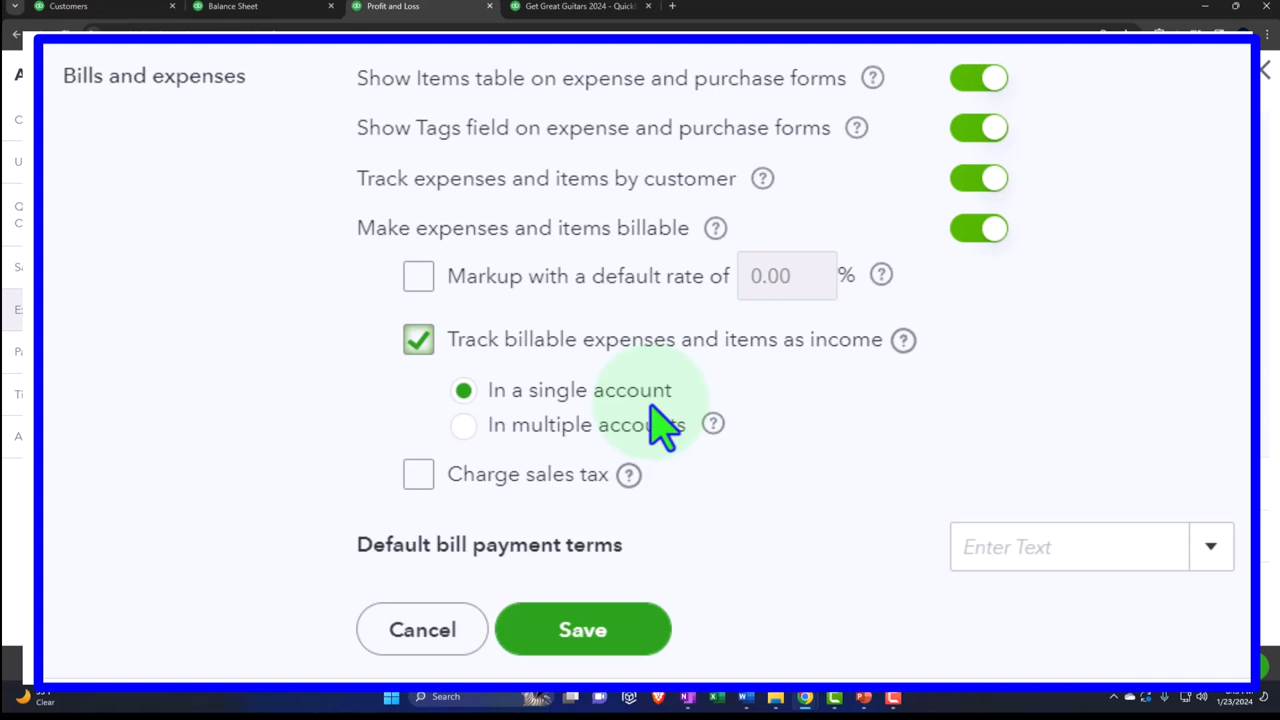 Customers
Balance Sheet
Profit and Loss
Get Great Guitars 2024 - Quick
Bills and expenses
Show Items table on expense and purchase forms
Show Tags field on expense and purchase forms
Track expenses and items by customer
Make expenses and items billable
Markup with a default rate of 0.00 %
Track billable expenses and items as income
In a single account
In multiple accounts
Charge sales tax
Default bill payment terms
Enter Text
Cancel
Save
Clear
Search
1/23/2024